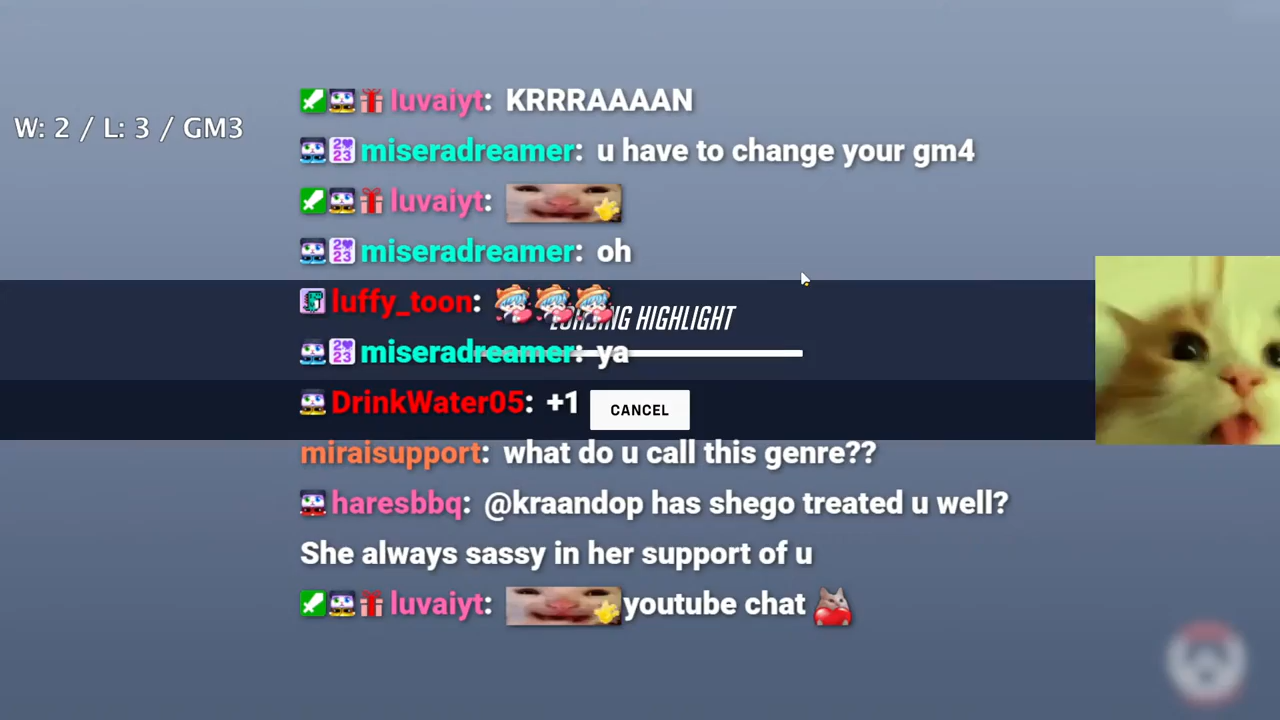 luvaiyt: KRRRAAAAN
W: 2 / L: 3 / GM3
miseradreamer: u have to change your gm4
luvaiyt:
miseradreamer: oh
luffy_toon:
LOADING HIGHLIGHT
miseradreamer: ya
DrinkWater05: +1
CANCEL
miraisupport: what do u call this genre??
haresbbq: @kraandop has shego treated u well?
She always sassy in her support of u
luvaiyt: youtube chat